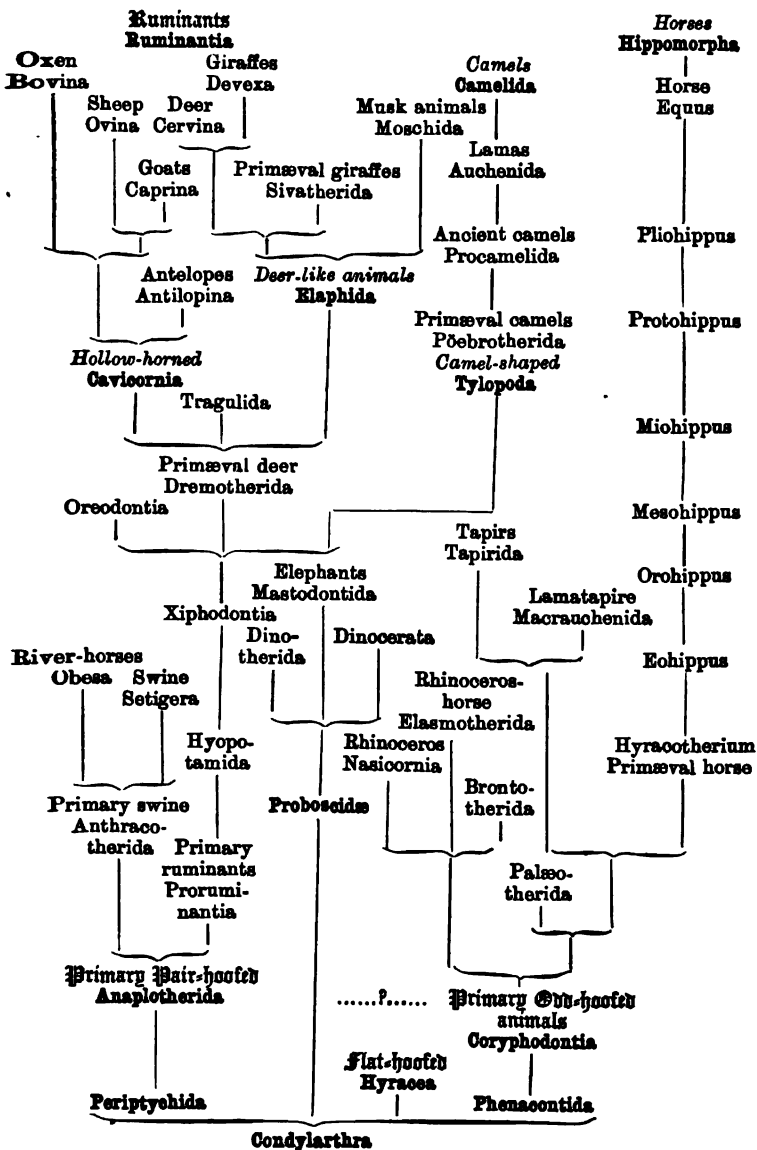 Ruminants
Ruminantia
Horses
Hippomorpha
Oxen
Bovina
Giraffes
Devexa
Camels
Camelida
Horse
Equus
Sheep
Ovina
Deer
Cervina
Musk animals
Moschida
Lamas
Auchenida
Goats
Caprina
Primæval giraffes
Sivatherida
Ancient camels
Procamelida
Pliohippus
Antelopes
Antilopina
Deer-like animals
Elaphida
Primæval camels
Pöebrotherida
Camel-shaped
Tylopoda
Protohippus
Hollow-horned
Cavicornia
Tragulida
Miohippus
Primæval deer
Dremotherida
Oreodontia
Mesohippus
Tapirs
Tapirida
Elephants
Mastodontida
Orohippus
Xiphodontia
Lamatapire
Macrauchenida
Dino-
therida
Dinocerata
River-horses
Obesa
Swine
Setigera
Eohippus
Rhinoceros-
horse
Elasmotherida
Hyopo-
tamida
Rhinoceros
Nasicornia
Hyracotherium
Primæval horse
Bronto-
therida
Primary swine
Anthraco-
therida
Proboscidæ
Primary
ruminants
Prorumi-
nantia
Palæo-
therida
Primary Pair-hoofed
Anaplotherida
......?......
Primary Odd-hoofed
animals
Coryphodontia
Flat-hoofed
Hyracea
Periptychida
Phenacontida
Condylarthra